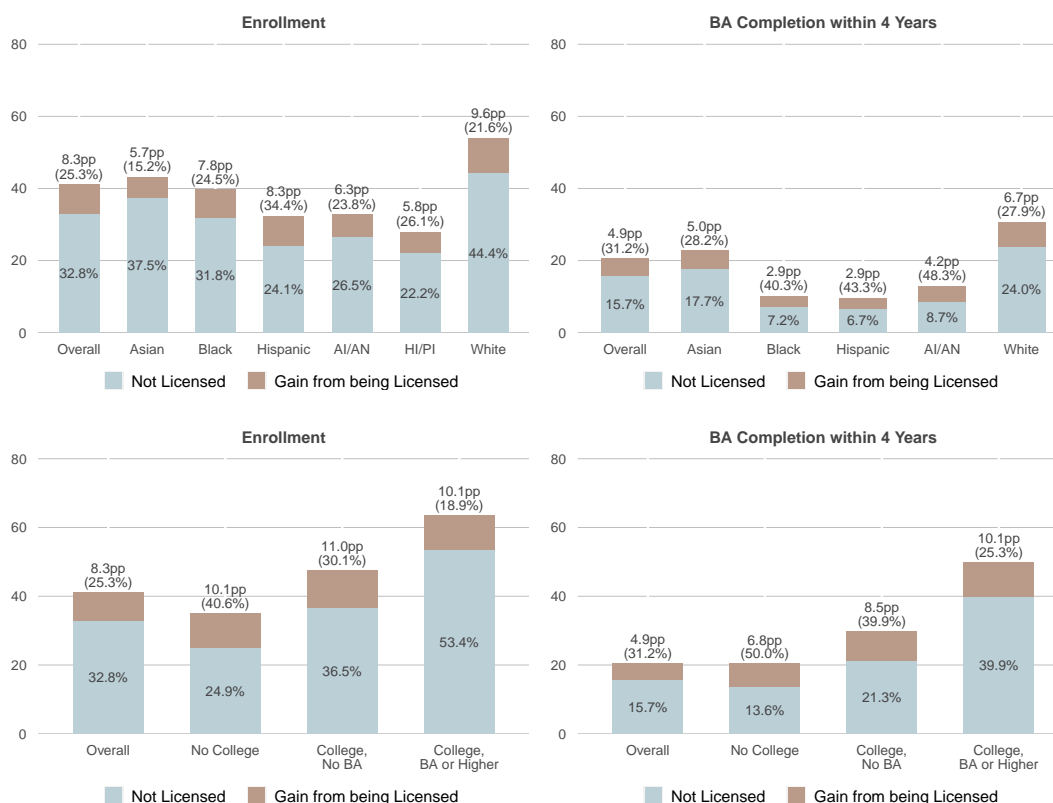 Enrollment
80
60
40
20
0
8.3pp
(25.3%)
32.8%
5.7pp
(15.2%)
37.5%
7.8pp
(24.5%)
31.8%
8.3pp
(34.4%)
24.1%
6.3pp
(23.8%)
26.5%
5.8pp
(26.1%)
22.2%
9.6pp
(21.6%)
44.4%
Overall Asian Black Hispanic AI/AN HI/PI White
Not Licensed Gain from being Licensed
BA Completion within 4 Years
80
60
40
20
0
4.9pp
(31.2%)
15.7%
5.0pp
(28.2%)
17.7%
2.9pp
(40.3%)
7.2%
2.9pp
(43.3%)
6.7%
4.2pp
(48.3%)
8.7%
6.7pp
(27.9%)
24.0%
Overall Asian Black Hispanic AI/AN White
Not Licensed Gain from being Licensed
Enrollment
80
60
40
20
0
8.3pp
(25.3%)
32.8%
10.1pp
(40.6%)
24.9%
11.0pp
(30.1%)
36.5%
10.1pp
(18.9%)
53.4%
Overall No College College, College,
No BA BA or Higher
Not Licensed Gain from being Licensed
BA Completion within 4 Years
80
60
40
20
0
4.9pp
(31.2%)
15.7%
6.8pp
(50.0%)
13.6%
8.5pp
(39.9%)
21.3%
10.1pp
(25.3%)
39.9%
Overall No College College, College,
No BA BA or Higher
Not Licensed Gain from being Licensed